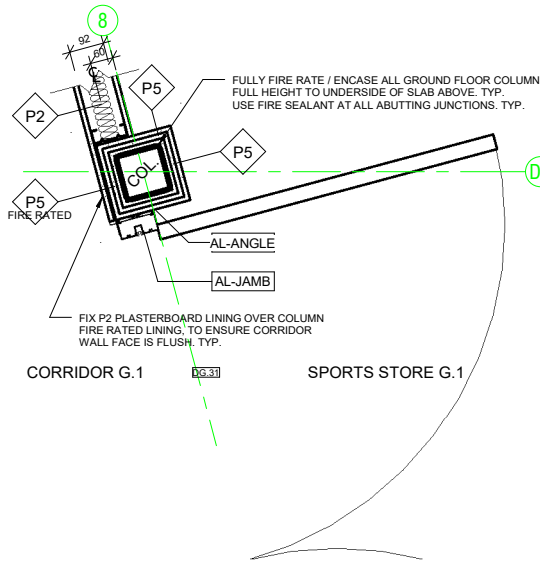 8
92
60
C
L
P5
P2
FULLY FIRE RATE / ENCASE ALL GROUND FLOOR COLUMN
FULL HEIGHT TO UNDERSIDE OF SLAB ABOVE. TYP.
USE FIRE SEALANT AT ALL ABUTTING JUNCTIONS. TYP.
P5
COL.
D
P5
FIRE RATED
AL-ANGLE
AL-JAMB
FIX P2 PLASTERBOARD LINING OVER COLUMN
FIRE RATED LINING, TO ENSURE CORRIDOR
WALL FACE IS FLUSH. TYP.
CORRIDOR G.1
DG.31
SPORTS STORE G.1